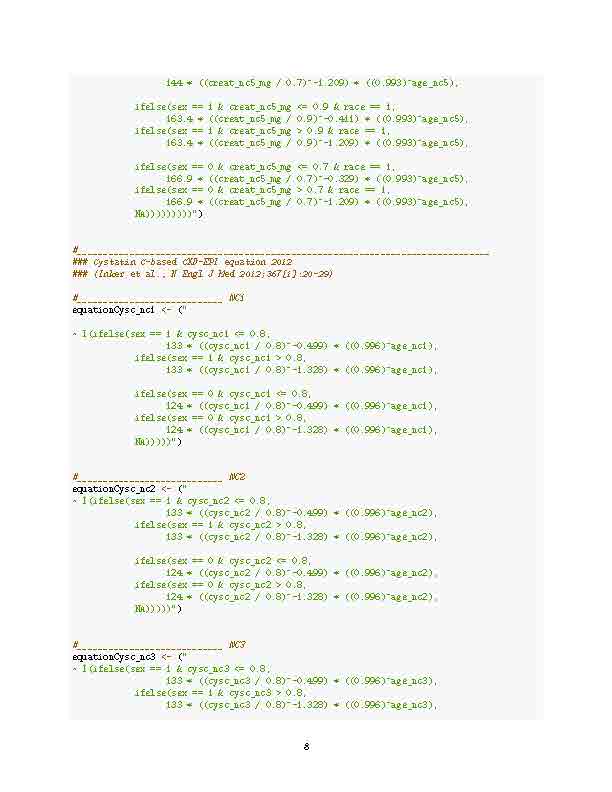 144 * ((creat_nc5_mg / 0.7)^-1.209) * ((0.993)^age_nc5),
ifelse(sex == 1 & creat_nc5_mg <= 0.9 & race == 1,
163.4 * ((creat_nc5_mg / 0.9)^-0.411) * ((0.993)^age_nc5),
ifelse(sex == 1 & creat_nc5_mg > 0.9 & race == 1,
163.4 * ((creat_nc5_mg / 0.9)^-1.209) * ((0.993)^age_nc5),
ifelse(sex == 0 & creat_nc5_mg <= 0.7 & race == 1,
166.9 * ((creat_nc5_mg / 0.7)^-0.329) * ((0.993)^age_nc5),
ifelse(sex == 0 & creat_nc5_mg > 0.7 & race == 1,
166.9 * ((creat_nc5_mg / 0.7)^-1.209) * ((0.993)^age_nc5),
NA)))))))))")
#______________________________________________________________________
### Cystatin C-based CKD-EPI equation 2012
### (Inker et al., N Engl J Med 2012;367[1]:20-29)
#_________________________ NC1
equationCysc_nc1 <- ("
~ I(ifelse(sex == 1 & cysc_nc1 <= 0.8,
133 * ((cysc_nc1 / 0.8)^-0.499) * ((0.996)^age_nc1),
ifelse(sex == 1 & cysc_nc1 > 0.8,
133 * ((cysc_nc1 / 0.8)^-1.328) * ((0.996)^age_nc1),
ifelse(sex == 0 & cysc_nc1 <= 0.8,
124 * ((cysc_nc1 / 0.8)^-0.499) * ((0.996)^age_nc1),
ifelse(sex == 0 & cysc_nc1 > 0.8,
124 * ((cysc_nc1 / 0.8)^-1.328) * ((0.996)^age_nc1),
NA)))))")
#_________________________ NC2
equationCysc_nc2 <- ("
~ I(ifelse(sex == 1 & cysc_nc2 <= 0.8,
133 * ((cysc_nc2 / 0.8)^-0.499) * ((0.996)^age_nc2),
ifelse(sex == 1 & cysc_nc2 > 0.8,
133 * ((cysc_nc2 / 0.8)^-1.328) * ((0.996)^age_nc2),
ifelse(sex == 0 & cysc_nc2 <= 0.8,
124 * ((cysc_nc2 / 0.8)^-0.499) * ((0.996)^age_nc2),
ifelse(sex == 0 & cysc_nc2 > 0.8,
124 * ((cysc_nc2 / 0.8)^-1.328) * ((0.996)^age_nc2),
NA)))))")
#_________________________ NC3
equationCysc_nc3 <- ("
~ I(ifelse(sex == 1 & cysc_nc3 <= 0.8,
133 * ((cysc_nc3 / 0.8)^-0.499) * ((0.996)^age_nc3),
ifelse(sex == 1 & cysc_nc3 > 0.8,
133 * ((cysc_nc3 / 0.8)^-1.328) * ((0.996)^age_nc3),
8